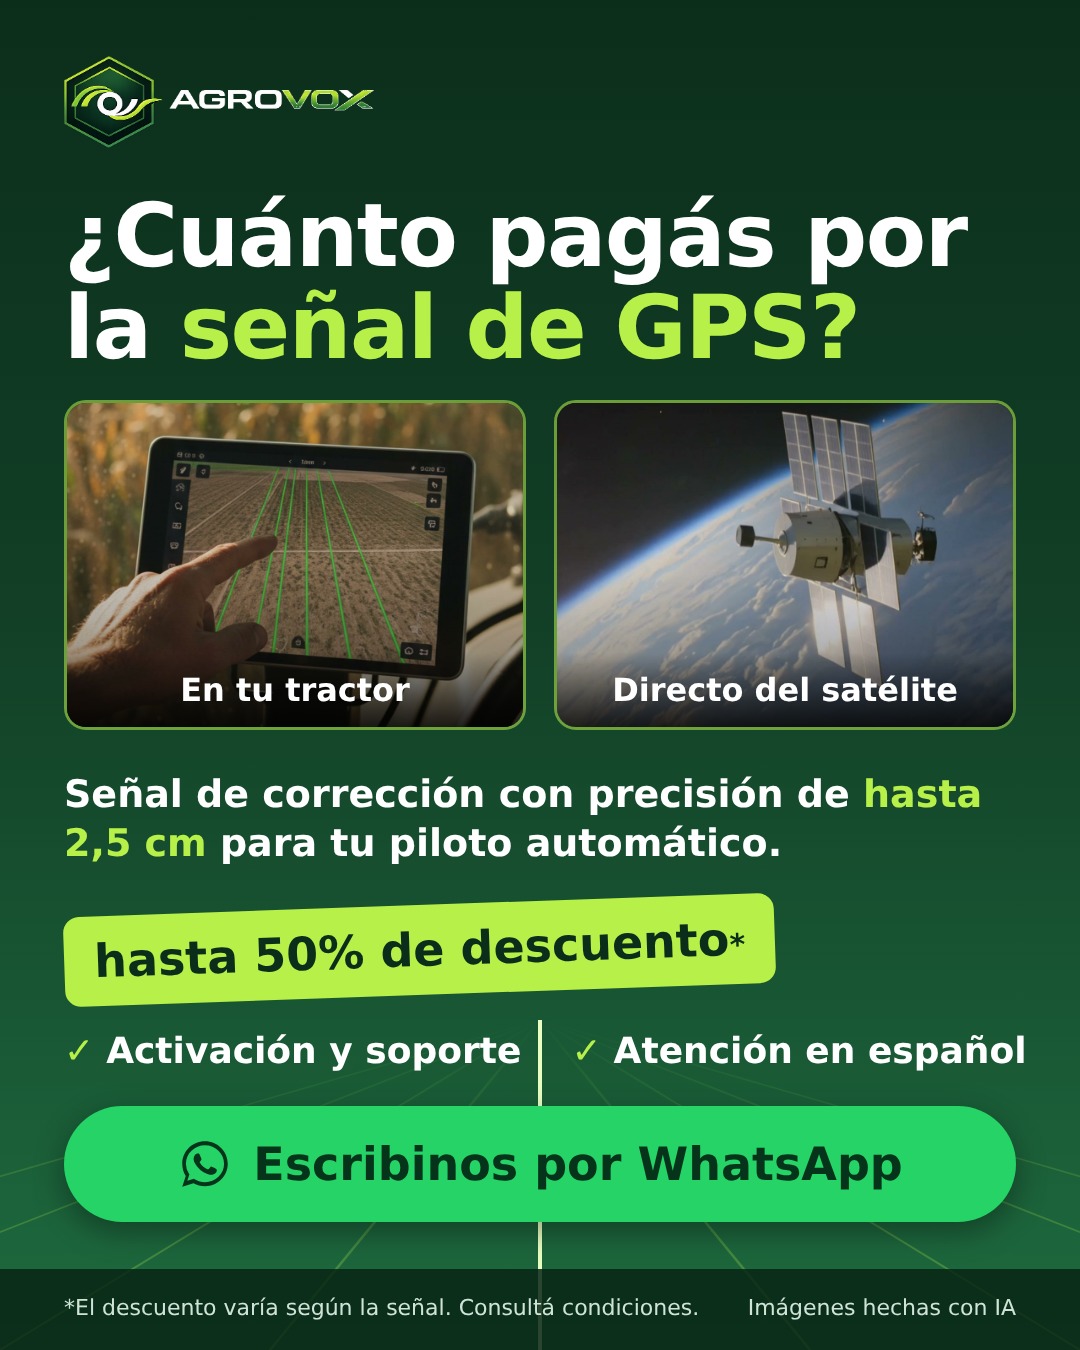 AGROVOX
¿Cuánto pagás por
la señal de GPS?
En tu tractor
Directo del satélite
Señal de corrección con precisión de hasta
2,5 cm para tu piloto automático.
hasta 50% de descuento*
✓ Activación y soporte
✓ Atención en español
Escribinos por WhatsApp
*El descuento varía según la señal. Consultá condiciones.
Imágenes hechas con IA